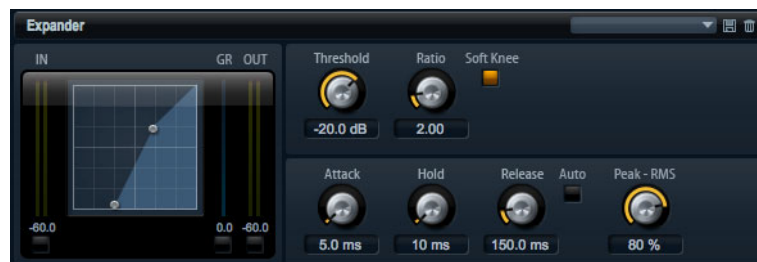 Expander
IN GR OUT
-60.0 0.0 -60.0
Threshold Ratio Soft Knee
-20.0 dB 2.00
Attack Hold Release Auto Peak - RMS
5.0 ms 10 ms 150.0 ms 80 %